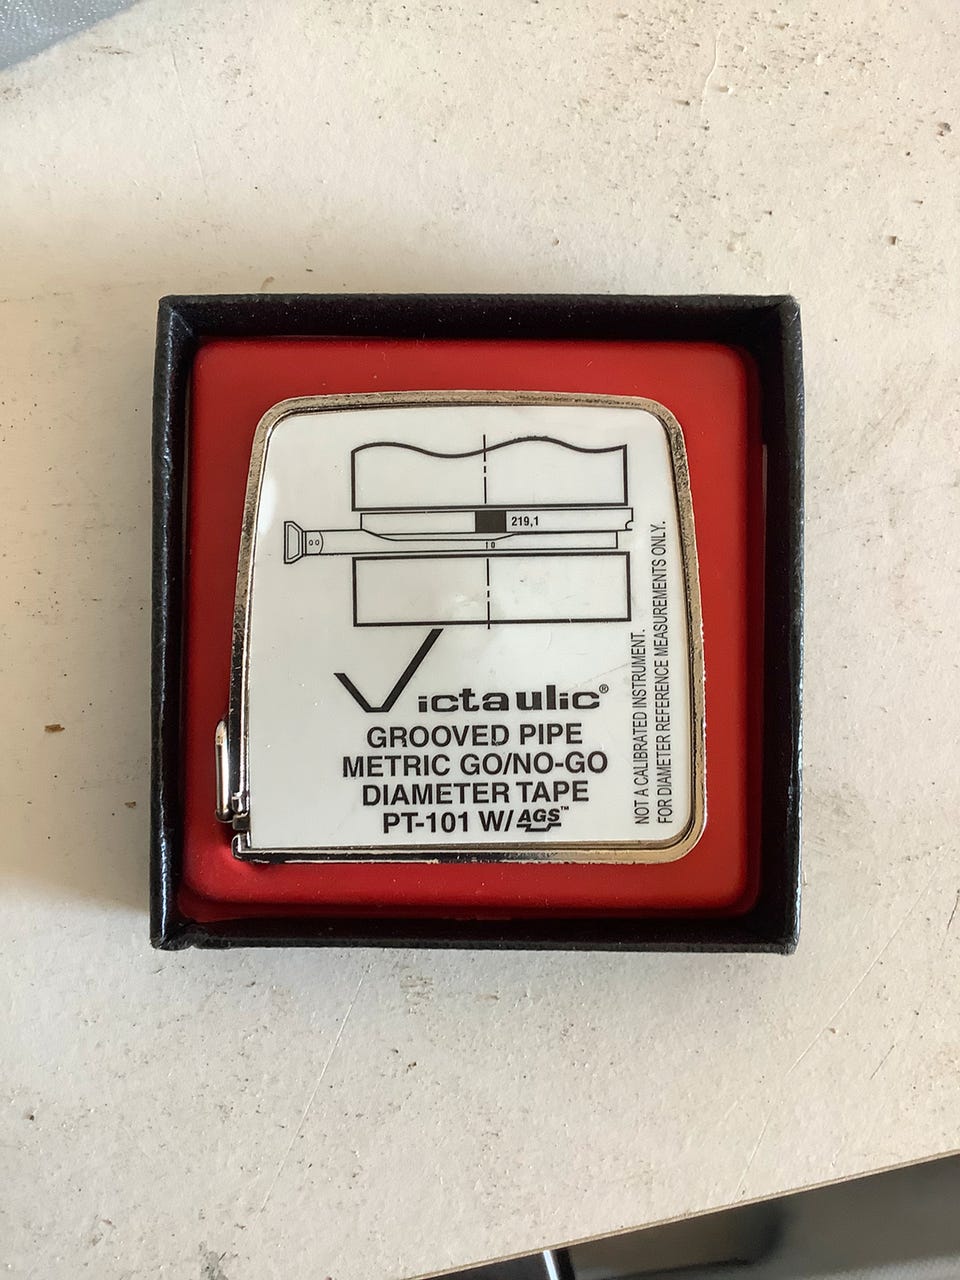 219,1
10
Victaulic®
GROOVED PIPE
METRIC GO/NO-GO
DIAMETER TAPE
PT-101 W/AGS™
NOT A CALIBRATED INSTRUMENT.
FOR DIAMETER REFERENCE MEASUREMENTS ONLY.